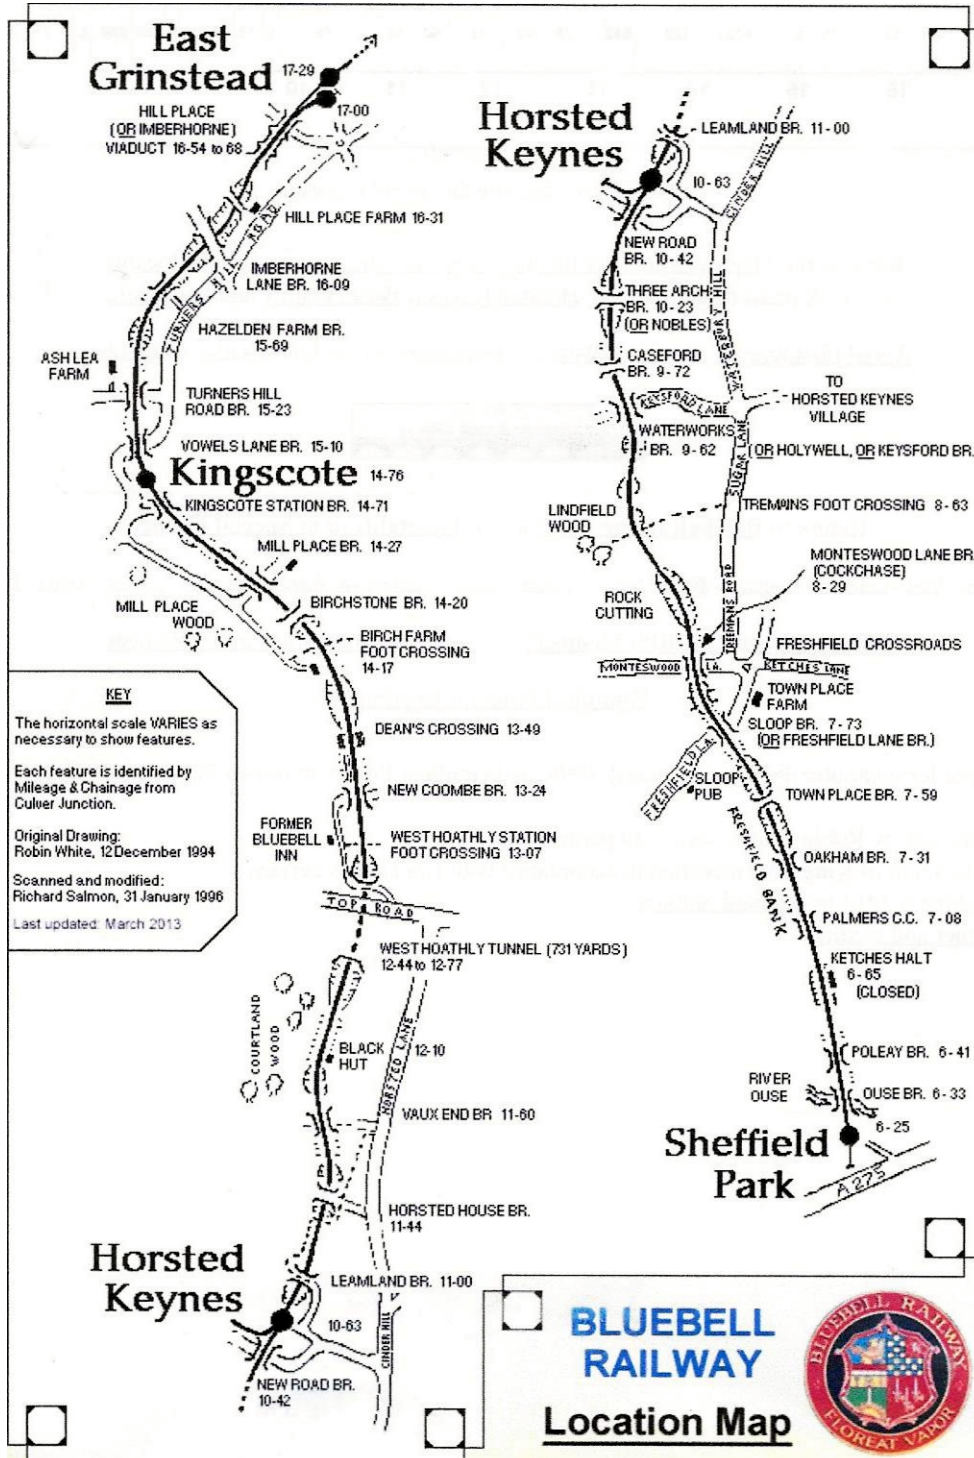 East
Grinstead
17-29
17-00
HILL PLACE
(OR IMBERHORNE)
VIADUCT 16-54 to 68
HILL PLACE FARM 16-31
TURNERS HILL ROAD
IMBERHORNE
LANE BR. 16-09
HAZELDEN FARM BR.
15-69
ASH LEA
FARM
TURNERS HILL
ROAD BR. 15-23
VOWELS LANE BR. 15-10
Kingscote 14-76
KINGSCOTE STATION BR. 14-71
MILL PLACE BR. 14-27
MILL PLACE
WOOD
BIRCHSTONE BR. 14-20
BIRCH FARM
FOOT CROSSING
14-17
DEAN'S CROSSING 13-49
NEW COOMBE BR. 13-24
FORMER
BLUEBELL
INN
WEST HOATHLY STATION
FOOT CROSSING 13-07
TOP ROAD
WEST HOATHLY TUNNEL (731 YARDS)
12-44 to 12-77
COURTLAND
WOOD
BLACK
HUT
12-10
HORSTED LANE
VAUX END BR 11-60
HORSTED HOUSE BR.
11-44
Horsted
Keynes
LEAMLAND BR. 11-00
10-63
CINDER HILL
NEW ROAD BR.
10-42
KEY
The horizontal scale VARIES as
necessary to show features.
Each feature is identified by
Mileage & Chainage from
Culver Junction.
Original Drawing:
Robin White, 12 December 1994
Scanned and modified:
Richard Salmon, 31 January 1996
Last updated: March 2013
Horsted
Keynes
LEAMLAND BR. 11-00
10-63
CINDER HILL
NEW ROAD
BR. 10-42
THREE ARCH
BR. 10-23
(OR NOBLES)
CASEFORD
BR. 9-72
KEYSFORD LANE
TO
HORSTED KEYNES
VILLAGE
WATERWORKS
BR. 9-62
(OR HOLYWELL, OR KEYSFORD BR.
SUGAR LANE
LINDFIELD
WOOD
TREMAINS FOOT CROSSING 8-63
MONTESWOOD LANE BR
(COCKCHASE)
8-29
ROCK
CUTTING
FRESHFIELD CROSSROADS
MONTESWOOD LA.
KETCHES LANE
TOWN PLACE
FARM
SLOOP BR. 7-73
(OR FRESHFIELD LANE BR.)
FRESHFIELD LA.
SLOOP
PUB
TOWN PLACE BR. 7-59
FRESHFIELD BANK
OAKHAM BR. 7-31
PALMERS C.C. 7-08
KETCHES HALT
6-65
(CLOSED)
POLEAY BR. 6-41
RIVER
OUSE
OUSE BR. 6-33
6-25
Sheffield
Park
A 275
BLUEBELL
RAILWAY
Location Map
BLUEBELL RAILWAY
FLOREAT VAPOR